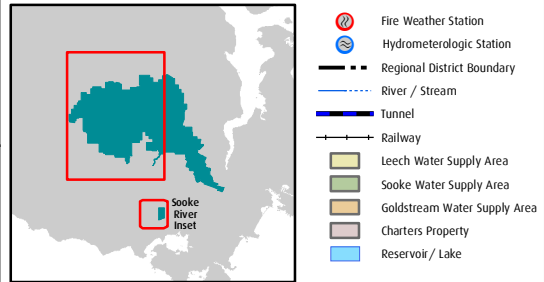 Sooke
River
Inset
Fire Weather Station
Hydrometerologic Station
Regional District Boundary
River / Stream
Tunnel
Railway
Leech Water Supply Area
Sooke Water Supply Area
Goldstream Water Supply Area
Charters Property
Reservoir/ Lake